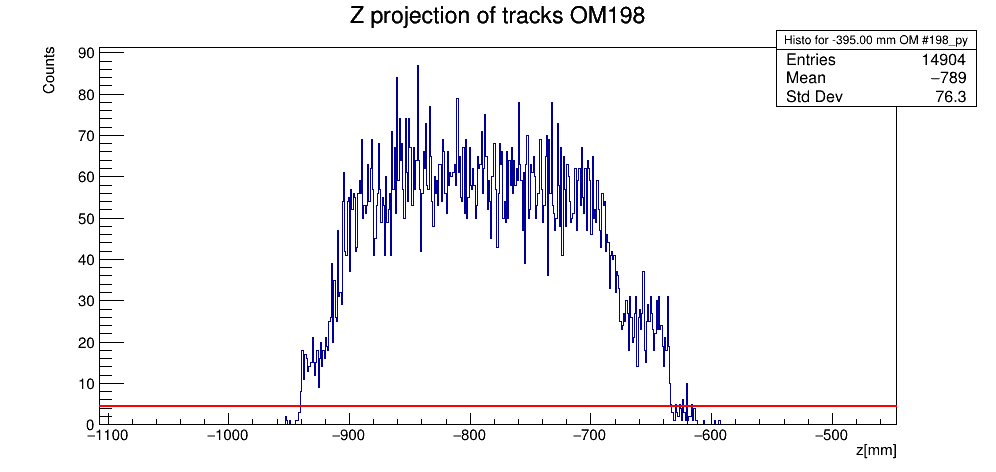 Z projection of tracks OM198
Histo for -395.00 mm OM #198_py
Entries 14904
Mean −789
Std Dev 76.3
Counts
90
80
70
60
50
40
30
20
10
0
−1100 −1000 −900 −800 −700 −600 −500
z[mm]